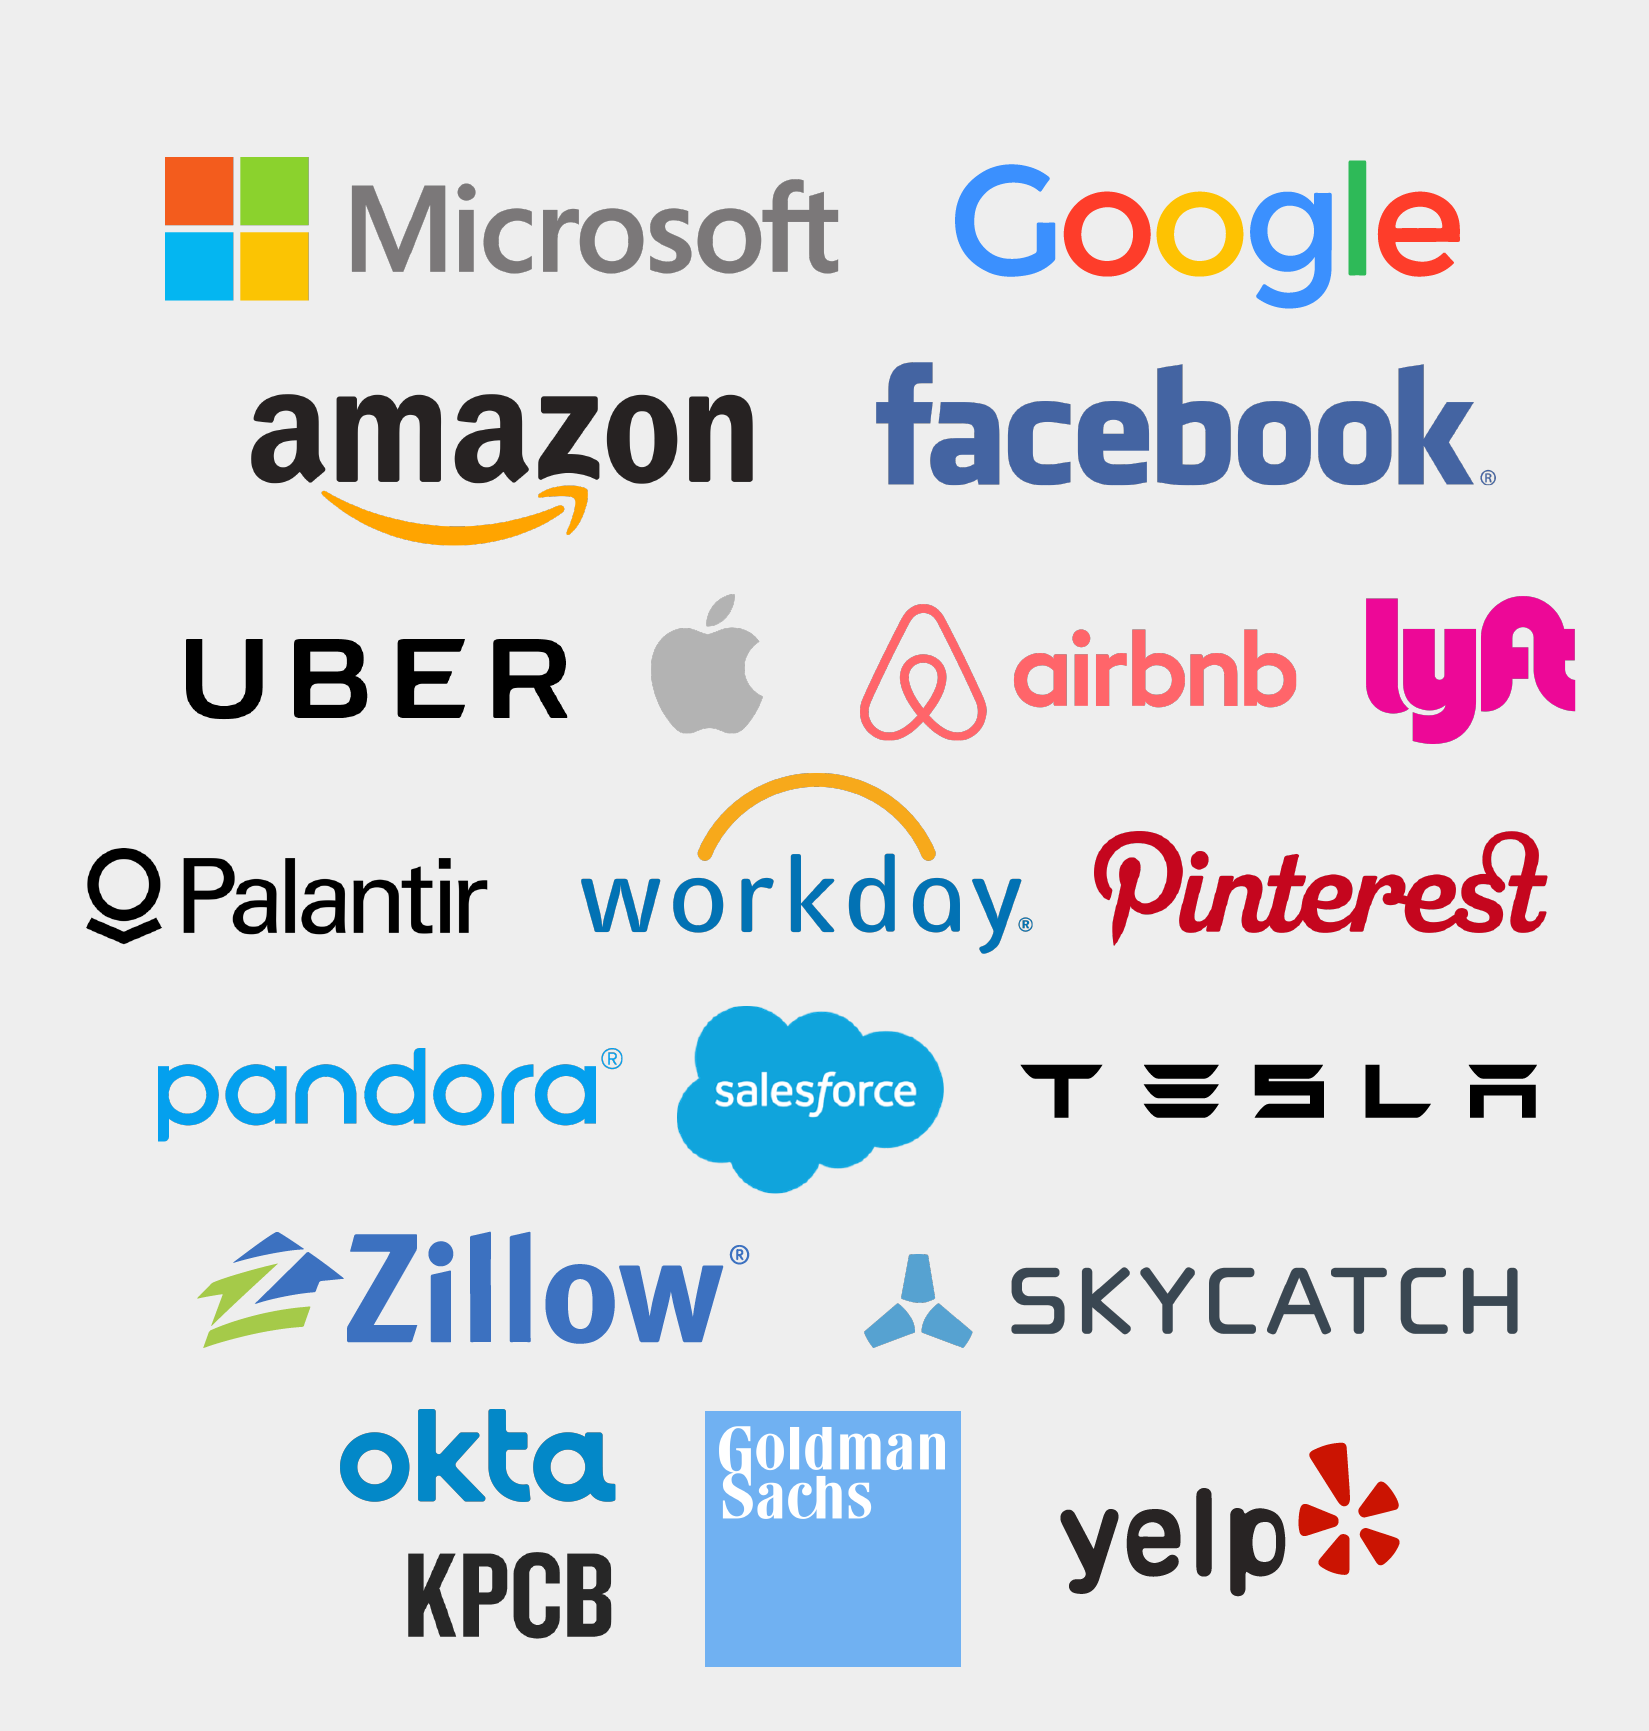 Microsoft
Google
amazon
facebook®
UBER
airbnb
lyft
Palantir
workday®
Pinterest
pandora®
salesforce
TESLA
Zillow®
SKYCATCH
okta
Goldman
Sachs
yelp
KPCB